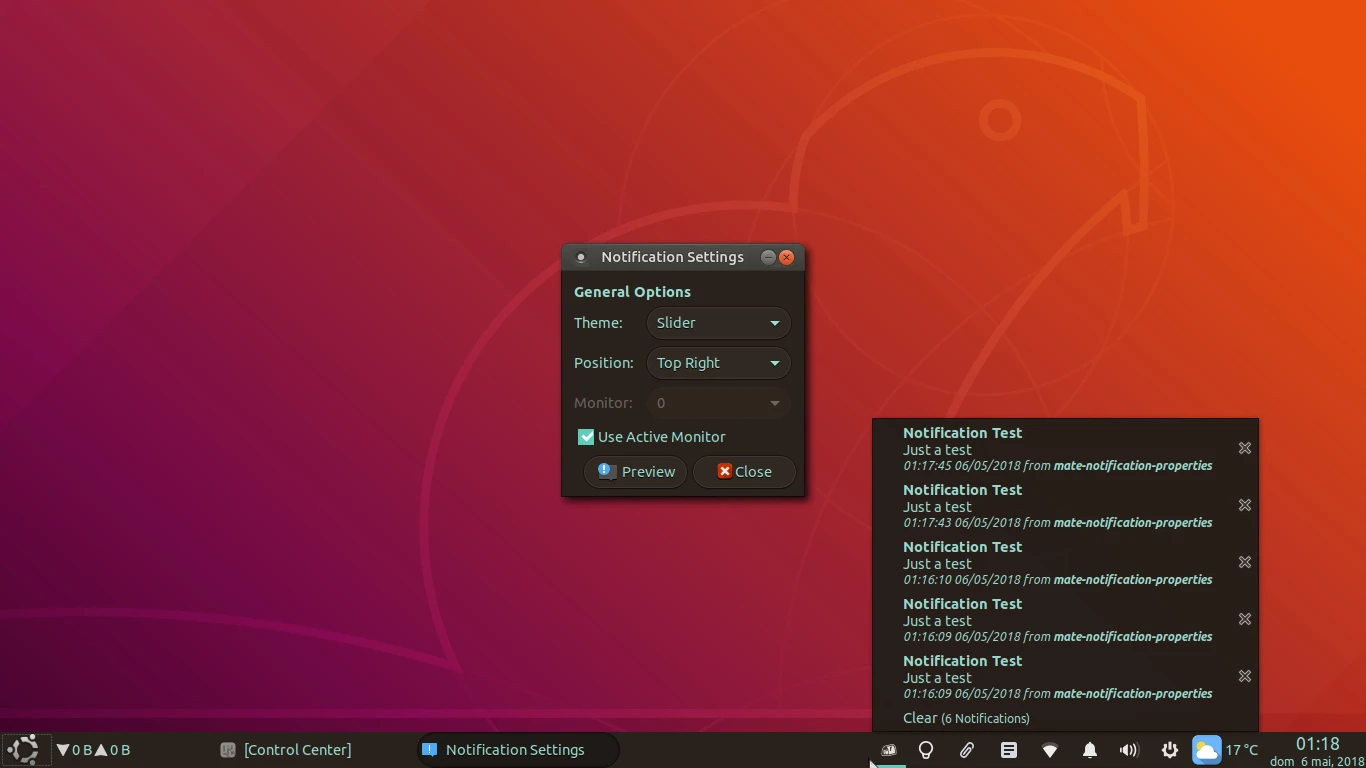 Notification Settings
General Options
Theme: Slider
Position: Top Right
Monitor: 0
Use Active Monitor
Preview Close
Notification Test
Just a test
01:17:45 06/05/2018 from mate-notification-properties
Notification Test
Just a test
01:17:43 06/05/2018 from mate-notification-properties
Notification Test
Just a test
01:16:10 06/05/2018 from mate-notification-properties
Notification Test
Just a test
01:16:09 06/05/2018 from mate-notification-properties
Notification Test
Just a test
01:16:09 06/05/2018 from mate-notification-properties
Clear (6 Notifications)
0 B 0 B [Control Center] Notification Settings 17 °C 01:18
dom 6 mai, 2018